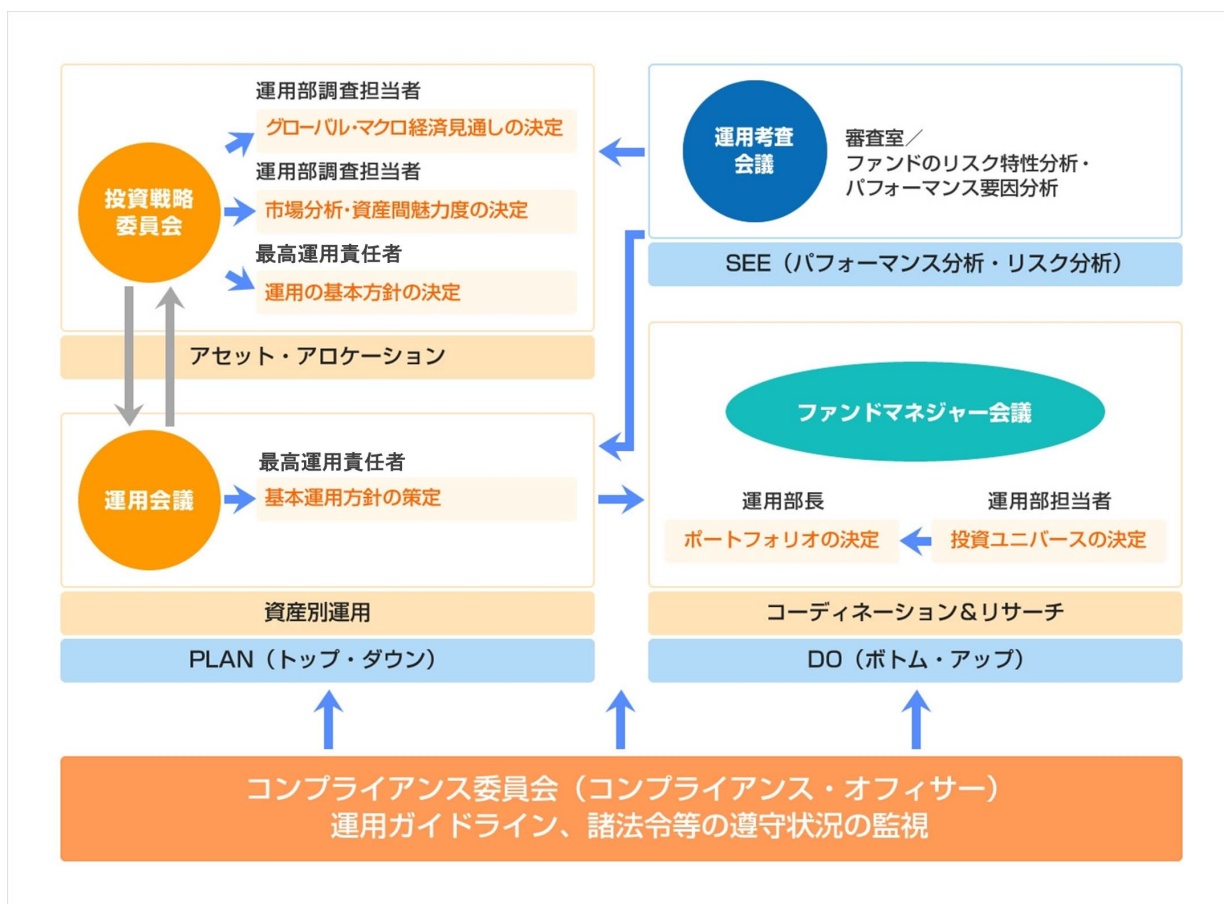 投資戦略
委員会
運用部調査担当者
グローバル・マクロ経済見通しの決定
運用部調査担当者
市場分析・資産間魅力度の決定
最高運用責任者
運用の基本方針の決定
アセット・アロケーション
運用会議
最高運用責任者
基本運用方針の策定
資産別運用
PLAN（トップ・ダウン）
運用考査
会議
審査室／
ファンドのリスク特性分析・
パフォーマンス要因分析
SEE（パフォーマンス分析・リスク分析）
ファンドマネジャー会議
運用部長
ポートフォリオの決定
運用部担当者
投資ユニバースの決定
コーディネーション＆リサーチ
DO（ボトム・アップ）
コンプライアンス委員会（コンプライアンス・オフィサー）
運用ガイドライン、諸法令等の遵守状況の監視